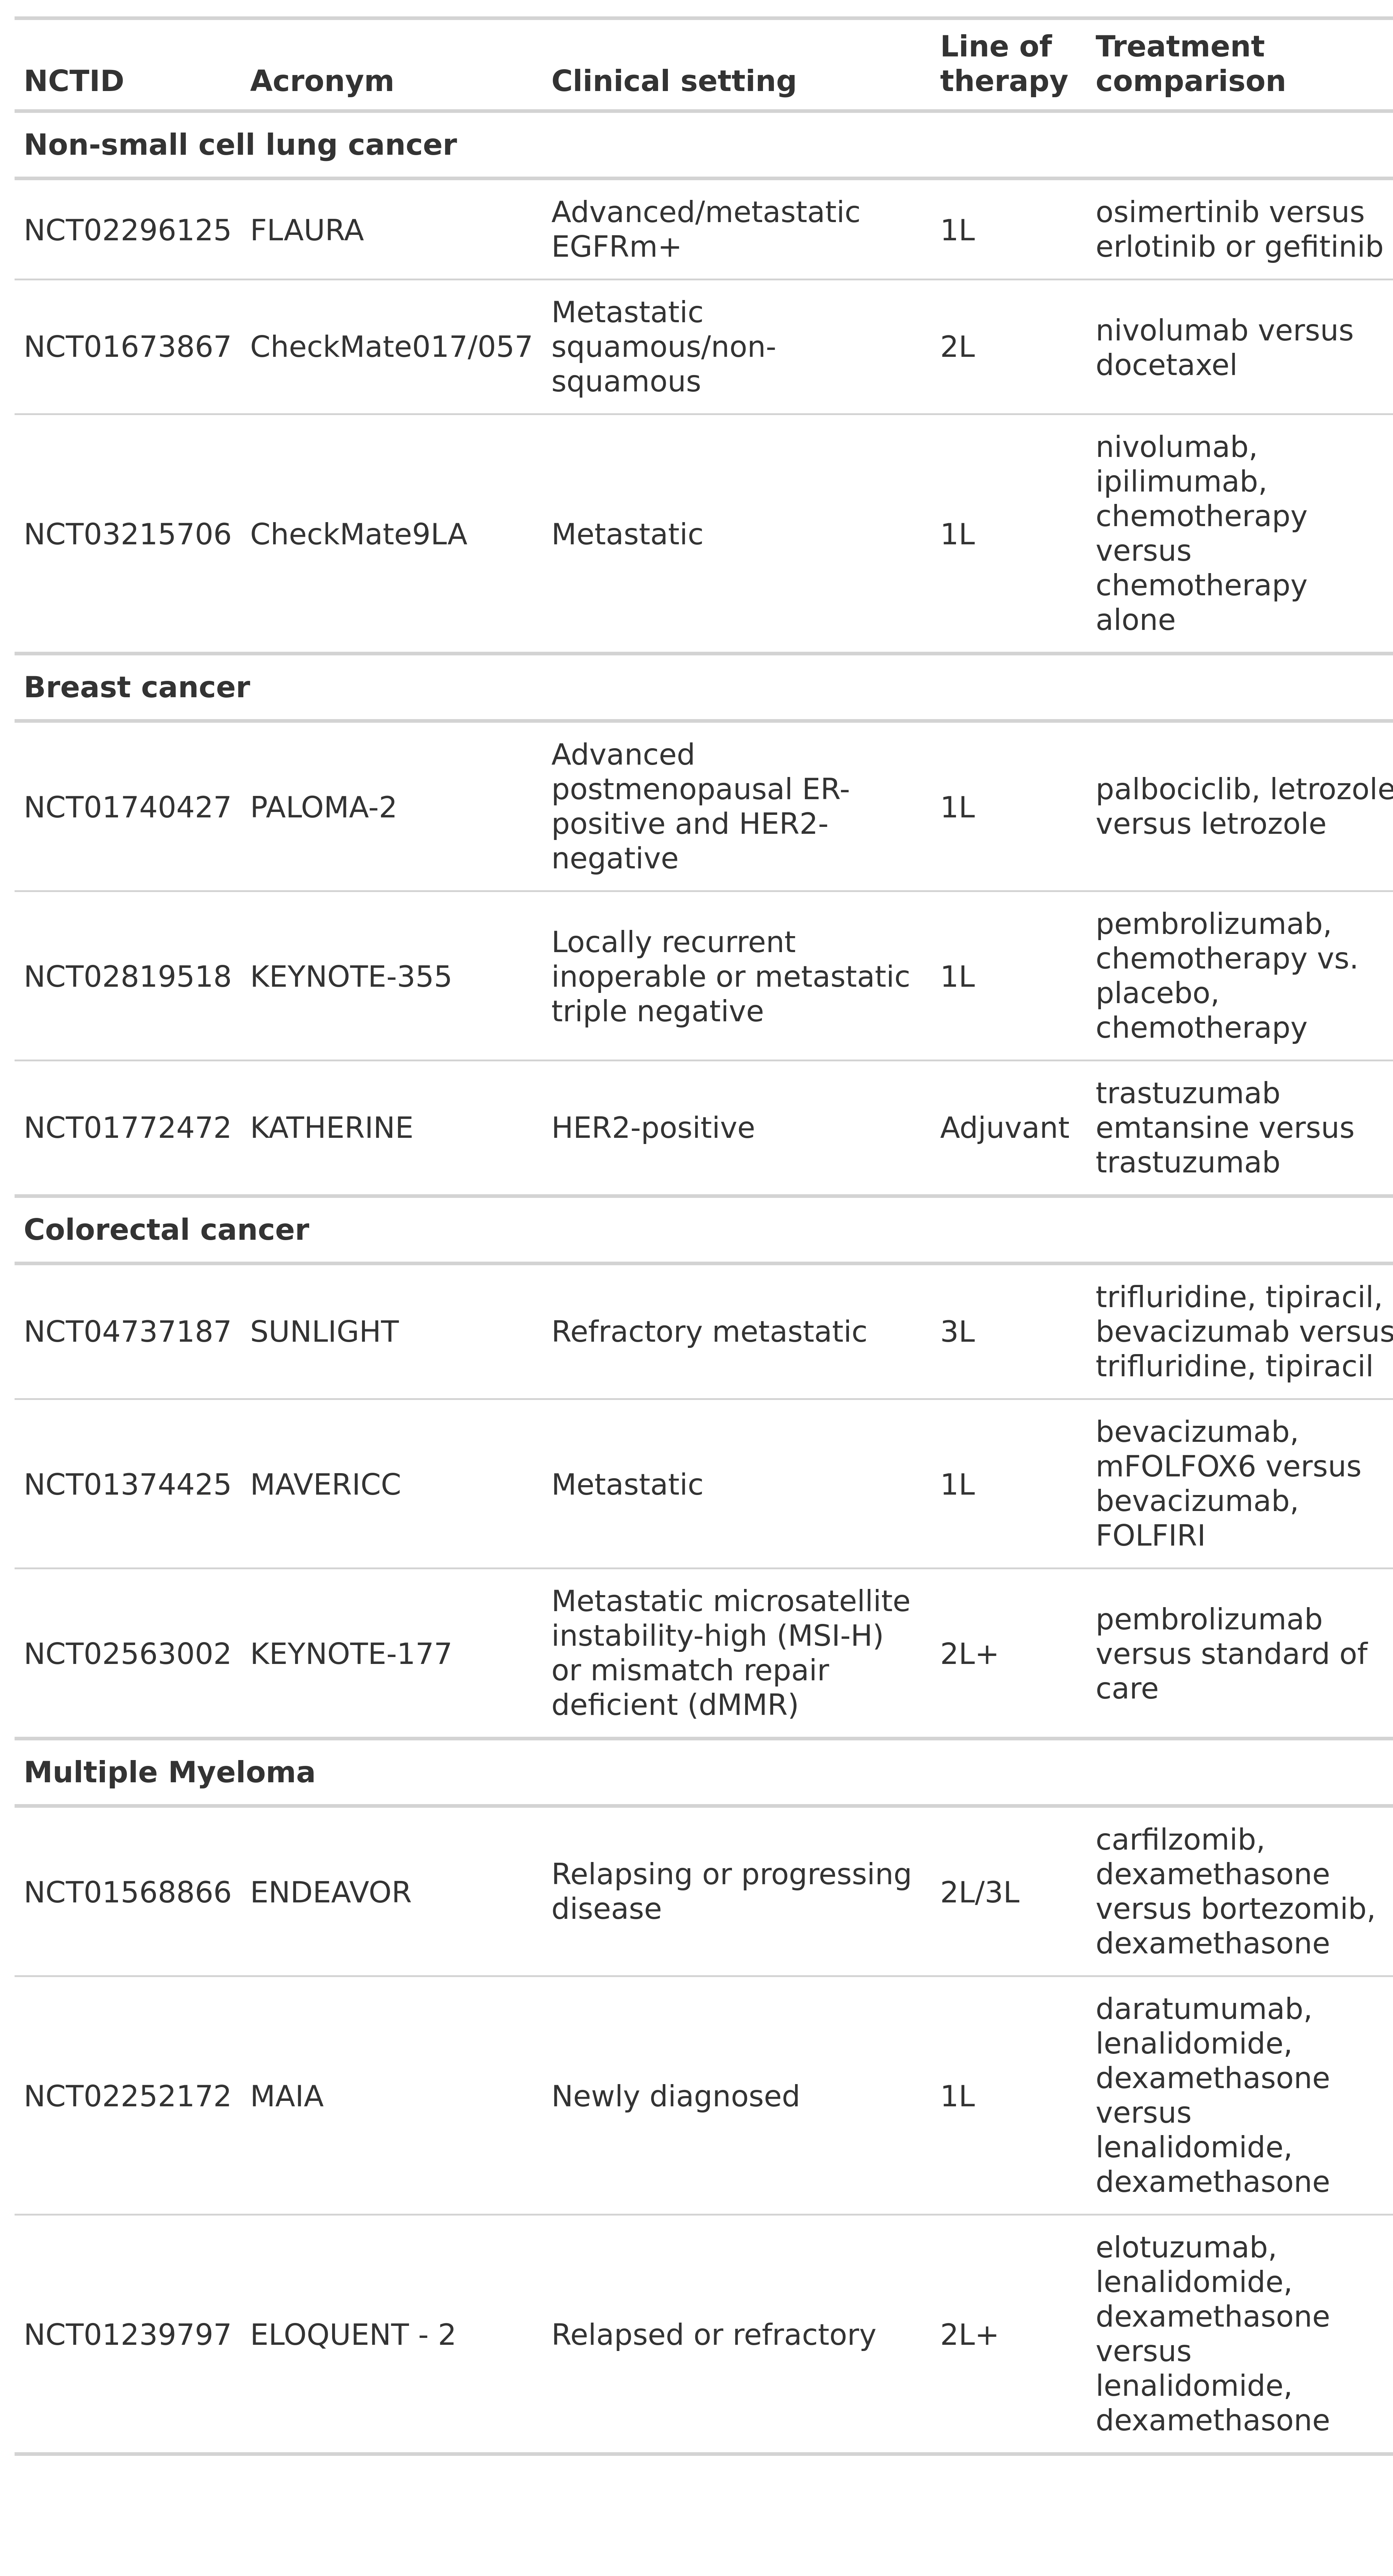 NCTID Acronym Clinical setting Line of therapy Treatment comparison
Non-small cell lung cancer
NCT02296125 FLAURA Advanced/metastatic EGFRm+ 1L osimertinib versus erlotinib or gefitinib
NCT01673867 CheckMate017/057 Metastatic squamous/non-squamous 2L nivolumab versus docetaxel
NCT03215706 CheckMate9LA Metastatic 1L nivolumab, ipilimumab, chemotherapy versus chemotherapy alone
Breast cancer
NCT01740427 PALOMA-2 Advanced postmenopausal ER-positive and HER2-negative 1L palbociclib, letrozole versus letrozole
NCT02819518 KEYNOTE-355 Locally recurrent inoperable or metastatic triple negative 1L pembrolizumab, chemotherapy vs. placebo, chemotherapy
NCT01772472 KATHERINE HER2-positive Adjuvant trastuzumab emtansine versus trastuzumab
Colorectal cancer
NCT04737187 SUNLIGHT Refractory metastatic 3L trifluridine, tipiracil, bevacizumab versus trifluridine, tipiracil
NCT01374425 MAVERICC Metastatic 1L bevacizumab, mFOLFOX6 versus bevacizumab, FOLFIRI
NCT02563002 KEYNOTE-177 Metastatic microsatellite instability-high (MSI-H) or mismatch repair deficient (dMMR) 2L+ pembrolizumab versus standard of care
Multiple Myeloma
NCT01568866 ENDEAVOR Relapsing or progressing disease 2L/3L carfilzomib, dexamethasone versus bortezomib, dexamethasone
NCT02252172 MAIA Newly diagnosed 1L daratumumab, lenalidomide, dexamethasone versus lenalidomide, dexamethasone
NCT01239797 ELOQUENT - 2 Relapsed or refractory 2L+ elotuzumab, lenalidomide, dexamethasone versus lenalidomide, dexamethasone